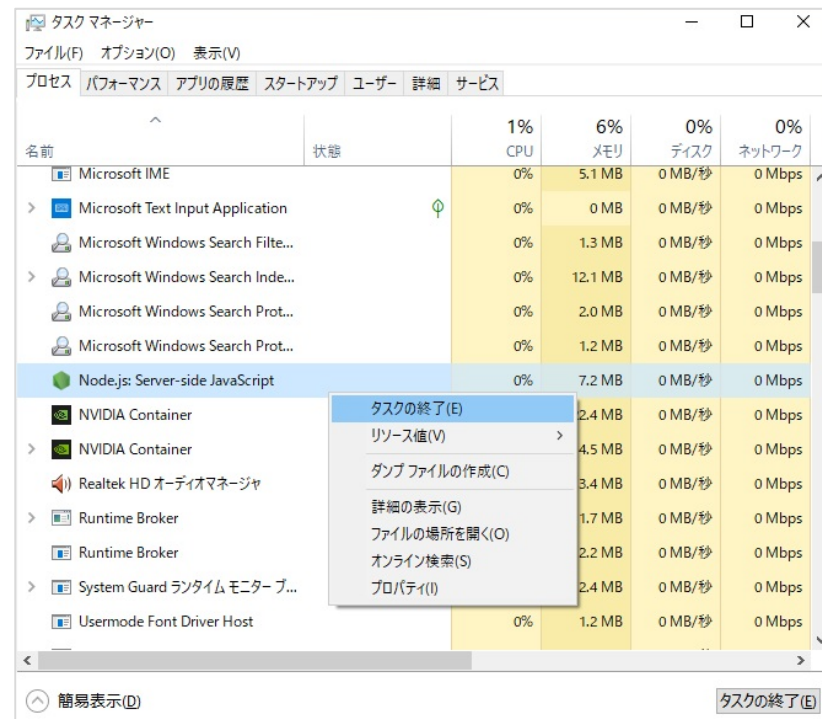 タスク マネージャー
ファイル(F) オプション(O) 表示(V)
プロセス パフォーマンス アプリの履歴 スタートアップ ユーザー 詳細 サービス
1% 6% 0% 0%
名前 状態 CPU メモリ ディスク ネットワーク
Microsoft IME 0% 5.1 MB 0 MB/秒 0 Mbps
Microsoft Text Input Application 0% 0 MB 0 MB/秒 0 Mbps
Microsoft Windows Search Filte... 0% 1.3 MB 0 MB/秒 0 Mbps
Microsoft Windows Search Inde... 0% 12.1 MB 0 MB/秒 0 Mbps
Microsoft Windows Search Prot... 0% 2.0 MB 0 MB/秒 0 Mbps
Microsoft Windows Search Prot... 0% 1.2 MB 0 MB/秒 0 Mbps
Node.js: Server-side JavaScript 0% 7.2 MB 0 MB/秒 0 Mbps
NVIDIA Container 2.4 MB 0 MB/秒 0 Mbps
NVIDIA Container 4.5 MB 0 MB/秒 0 Mbps
Realtek HD オーディオマネージャ 3.4 MB 0 MB/秒 0 Mbps
Runtime Broker 1.7 MB 0 MB/秒 0 Mbps
Runtime Broker 2.2 MB 0 MB/秒 0 Mbps
System Guard ランタイム モニター ブ... 2.4 MB 0 MB/秒 0 Mbps
Usermode Font Driver Host 0% 1.2 MB 0 MB/秒 0 Mbps
タスクの終了(E)
リソース値(V)
ダンプ ファイルの作成(C)
詳細の表示(G)
ファイルの場所を開く(O)
オンライン検索(S)
プロパティ(I)
簡易表示(D) タスクの終了(E)